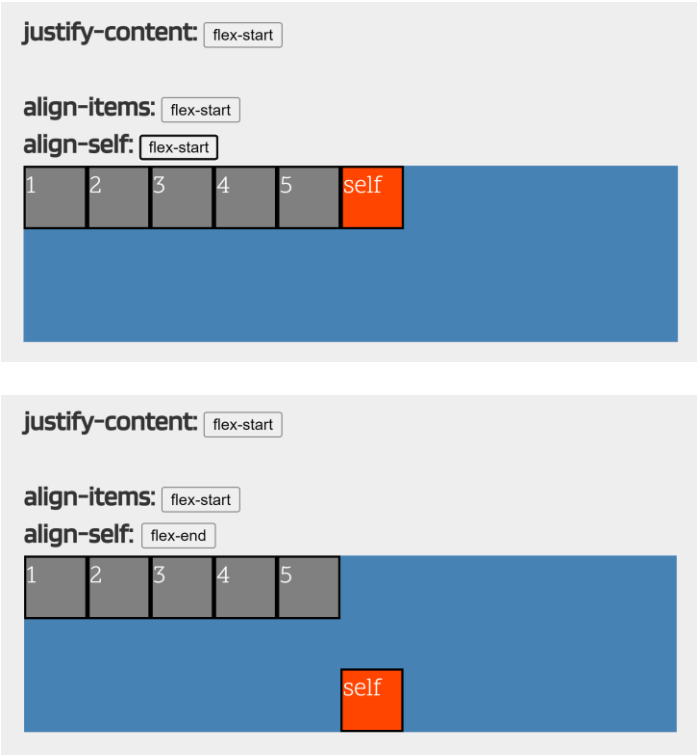 justify-content: flex-start
align-items: flex-start
align-self: flex-start
1 2 3 4 5 self
justify-content: flex-start
align-items: flex-start
align-self: flex-end
1 2 3 4 5
self